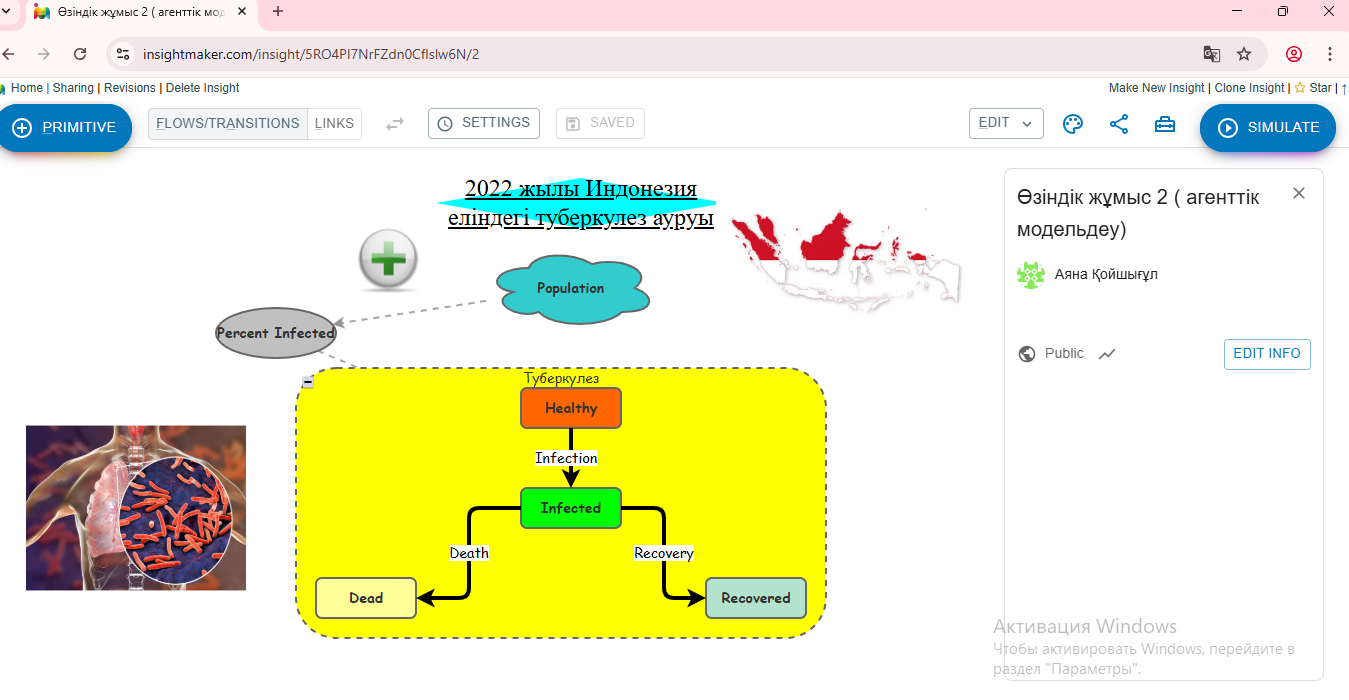 Өзіндік жұмыс 2 ( агенттік мод
insightmaker.com/insight/5RO4PI7NrFZdn0CfIslw6N/2
Home | Sharing | Revisions | Delete Insight
Make New Insight | Clone Insight | Star |
PRIMITIVE
FLOWS/TRANSITIONS
LINKS
SETTINGS
SAVED
EDIT
SIMULATE
2022 жылы Индонезия
еліндегі туберкулез ауруы
Population
Percent Infected
Туберкулез
Healthy
Infection
Infected
Death
Recovery
Dead
Recovered
Өзіндік жұмыс 2 ( агенттік
модельдеу)
Аяна Қойшығұл
Public
EDIT INFO
Активация Windows
Чтобы активировать Windows, перейдите в
раздел "Параметры".